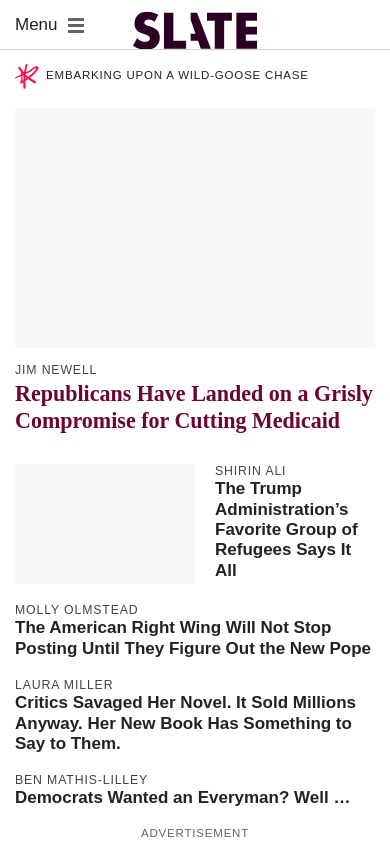 Menu
SLATE
EMBARKING UPON A WILD-GOOSE CHASE
JIM NEWELL
Republicans Have Landed on a Grisly
Compromise for Cutting Medicaid
SHIRIN ALI
The Trump
Administration’s
Favorite Group of
Refugees Says It
All
MOLLY OLMSTEAD
The American Right Wing Will Not Stop
Posting Until They Figure Out the New Pope
LAURA MILLER
Critics Savaged Her Novel. It Sold Millions
Anyway. Her New Book Has Something to
Say to Them.
BEN MATHIS-LILLEY
Democrats Wanted an Everyman? Well …
ADVERTISEMENT